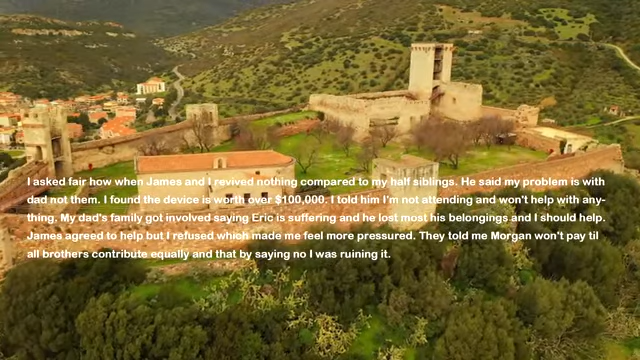 I asked fair how when James and I revived nothing compared to my half siblings. He said my problem is with
dad not them. I found the device is worth over $100,000. I told him I'm not attending and won't help with any-
thing. My dad's family got involved saying Eric is suffering and he lost most his belongings and I should help.
James agreed to help but I refused which made me feel more pressured. They told me Morgan won't pay til
all brothers contribute equally and that by saying no I was ruining it.